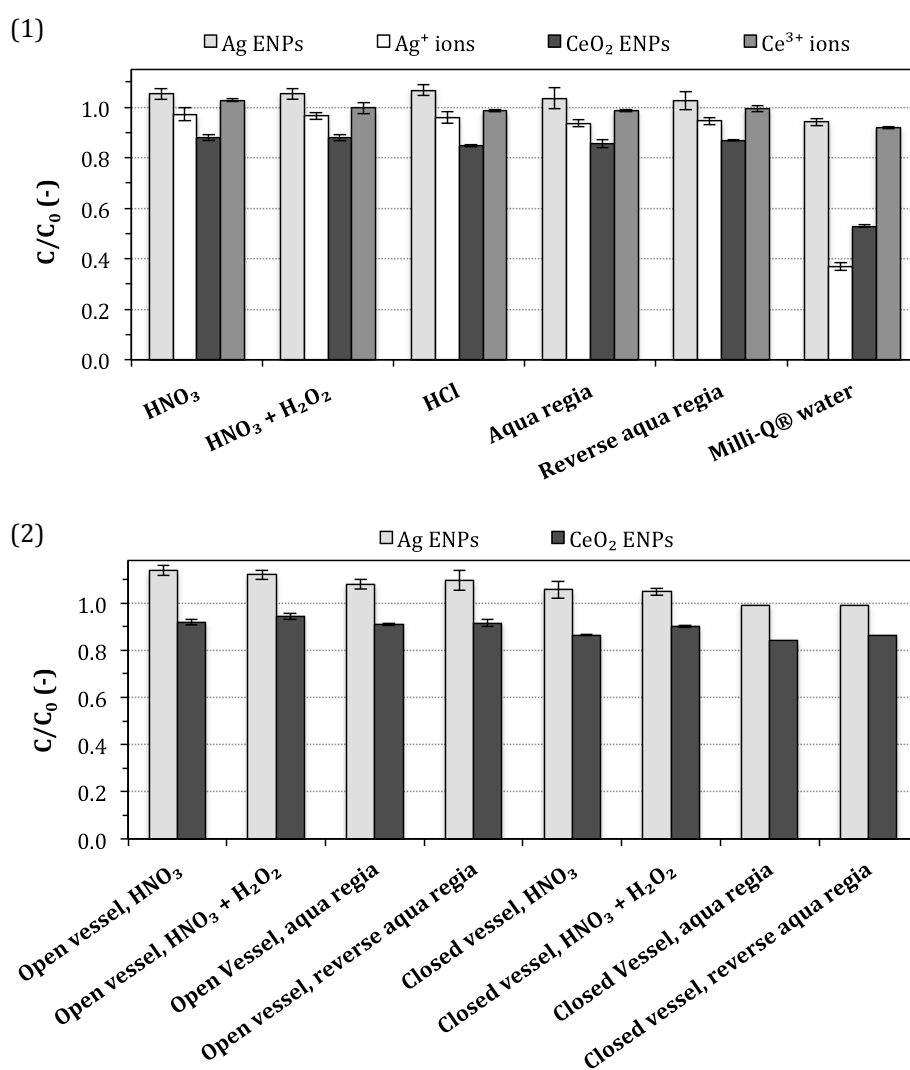 (1)
Ag ENPs Ag⁺ ions CeO₂ ENPs Ce³⁺ ions
C/C₀ (-)
1.0
0.8
0.6
0.4
0.2
0.0
HNO₃
HNO₃ + H₂O₂
HCl
Aqua regia
Reverse aqua regia
Milli-Q® water
(2)
Ag ENPs CeO₂ ENPs
C/C₀ (-)
1.0
0.8
0.6
0.4
0.2
0.0
Open vessel, HNO₃
Open vessel, HNO₃ + H₂O₂
Open Vessel, aqua regia
Open vessel, reverse aqua regia
Closed vessel, HNO₃
Closed vessel, HNO₃ + H₂O₂
Closed Vessel, aqua regia
Closed vessel, reverse aqua regia